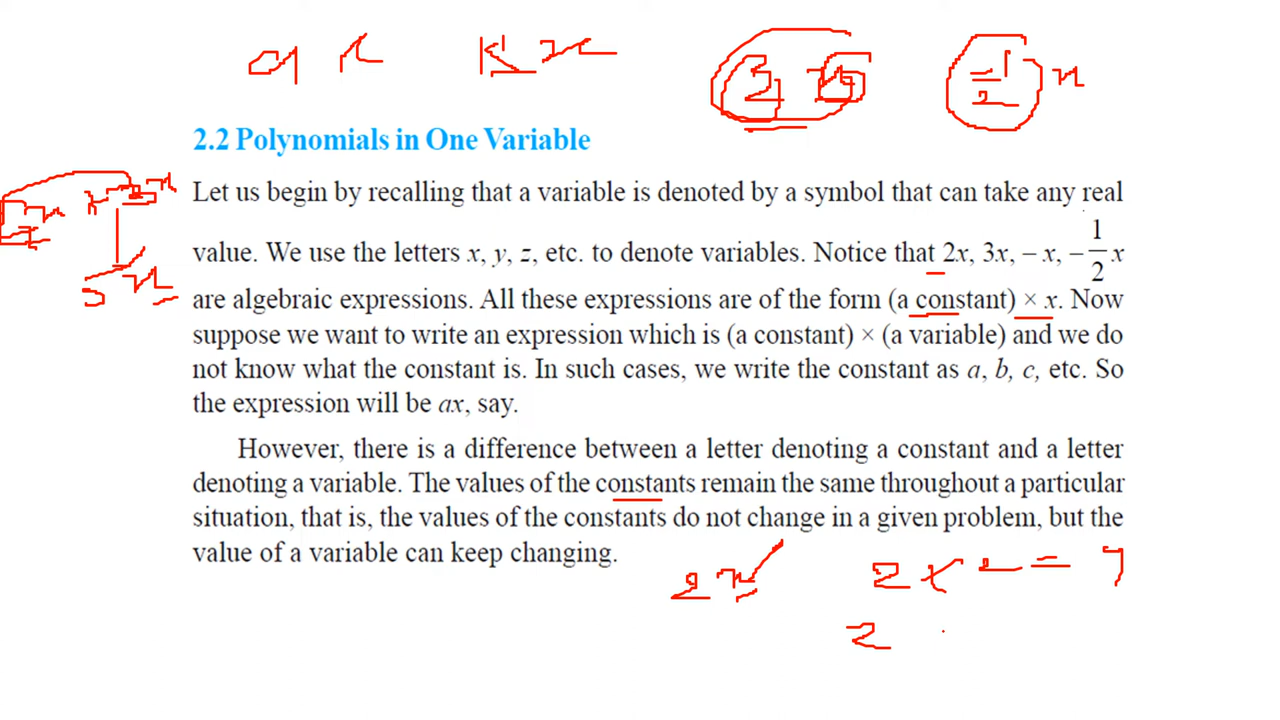 K x
-1/2 x
2.2 Polynomials in One Variable
Let us begin by recalling that a variable is denoted by a symbol that can take any real
value. We use the letters x, y, z, etc. to denote variables. Notice that 2x, 3x, – x, – 1/2 x
are algebraic expressions. All these expressions are of the form (a constant) × x. Now
suppose we want to write an expression which is (a constant) × (a variable) and we do
not know what the constant is. In such cases, we write the constant as a, b, c, etc. So
the expression will be ax, say.
However, there is a difference between a letter denoting a constant and a letter
denoting a variable. The values of the constants remain the same throughout a particular
situation, that is, the values of the constants do not change in a given problem, but the
value of a variable can keep changing.
2x
2 × 2 =
2